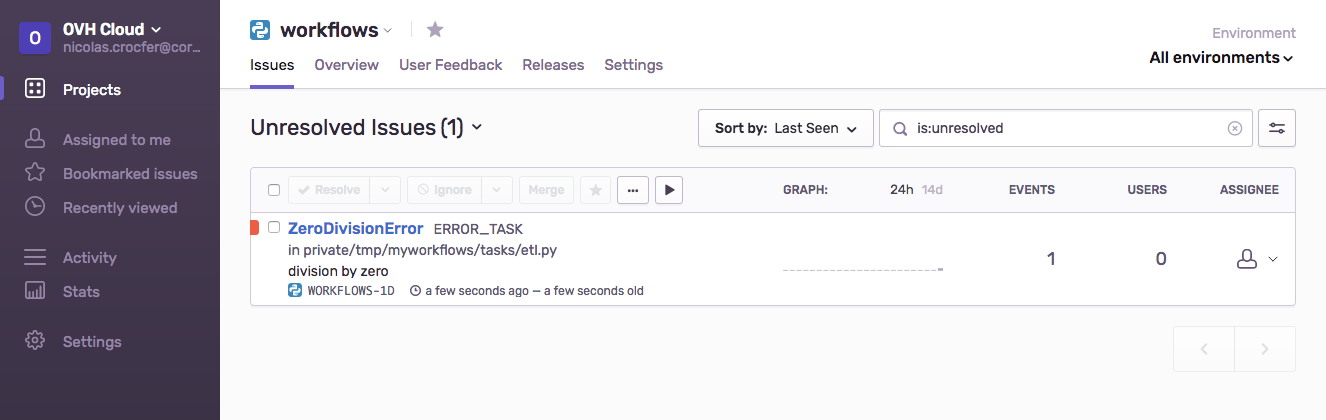 O
OVH Cloud
nicolas.crocfer@cor...
Projects
Assigned to me
Bookmarked issues
Recently viewed
Activity
Stats
Settings
workflows
Environment
All environments
Issues Overview User Feedback Releases Settings
Unresolved Issues (1)
Sort by: Last Seen
is:unresolved
Resolve Ignore Merge GRAPH: 24h 14d EVENTS USERS ASSIGNEE
ZeroDivisionError ERROR_TASK
in private/tmp/myworkflows/tasks/etl.py
division by zero
1 0
WORKFLOWS-1D a few seconds ago — a few seconds old